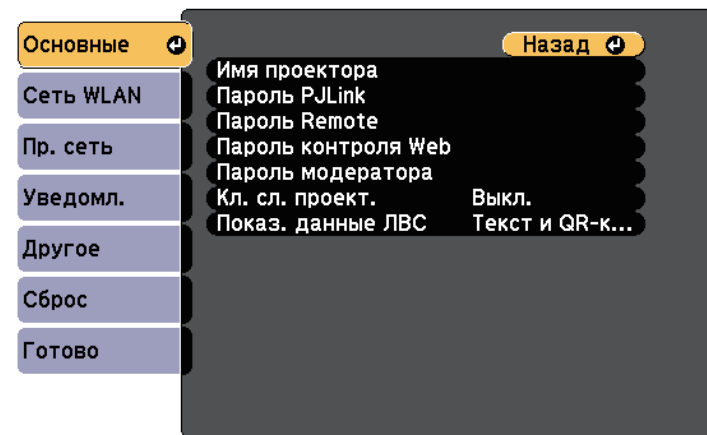 Основные
Сеть WLAN
Пр. сеть
Уведомл.
Другое
Сброс
Готово
Назад
Имя проектора
Пароль PJLink
Пароль Remote
Пароль контроля Web
Пароль модератора
Кл. сл. проект. Выкл.
Показ. данные ЛВС Текст и QR-к...